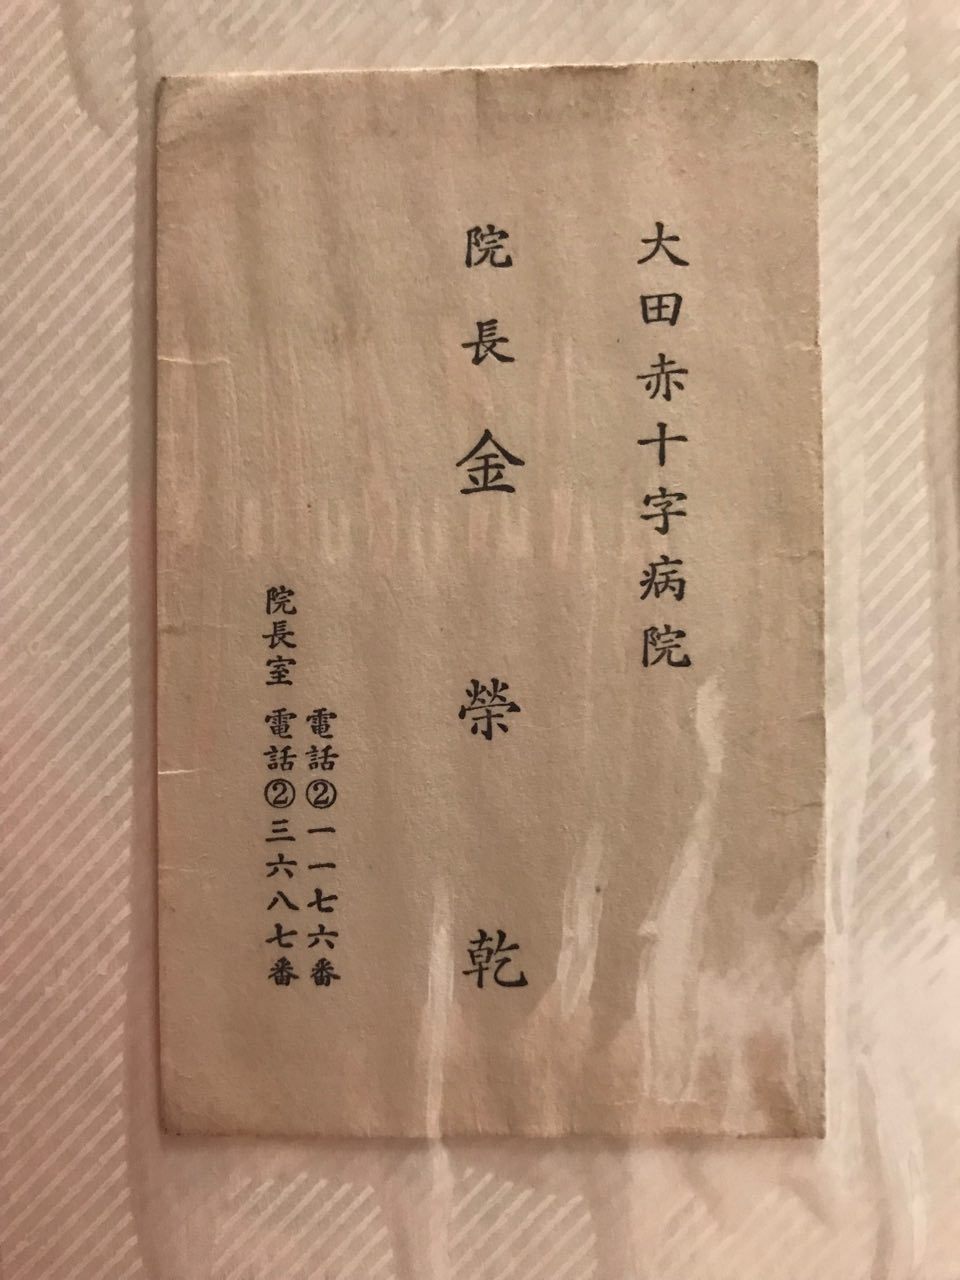 大田赤十字病院
院長 金榮乾
電話②一一七六番
院長室 電話②三六八七番